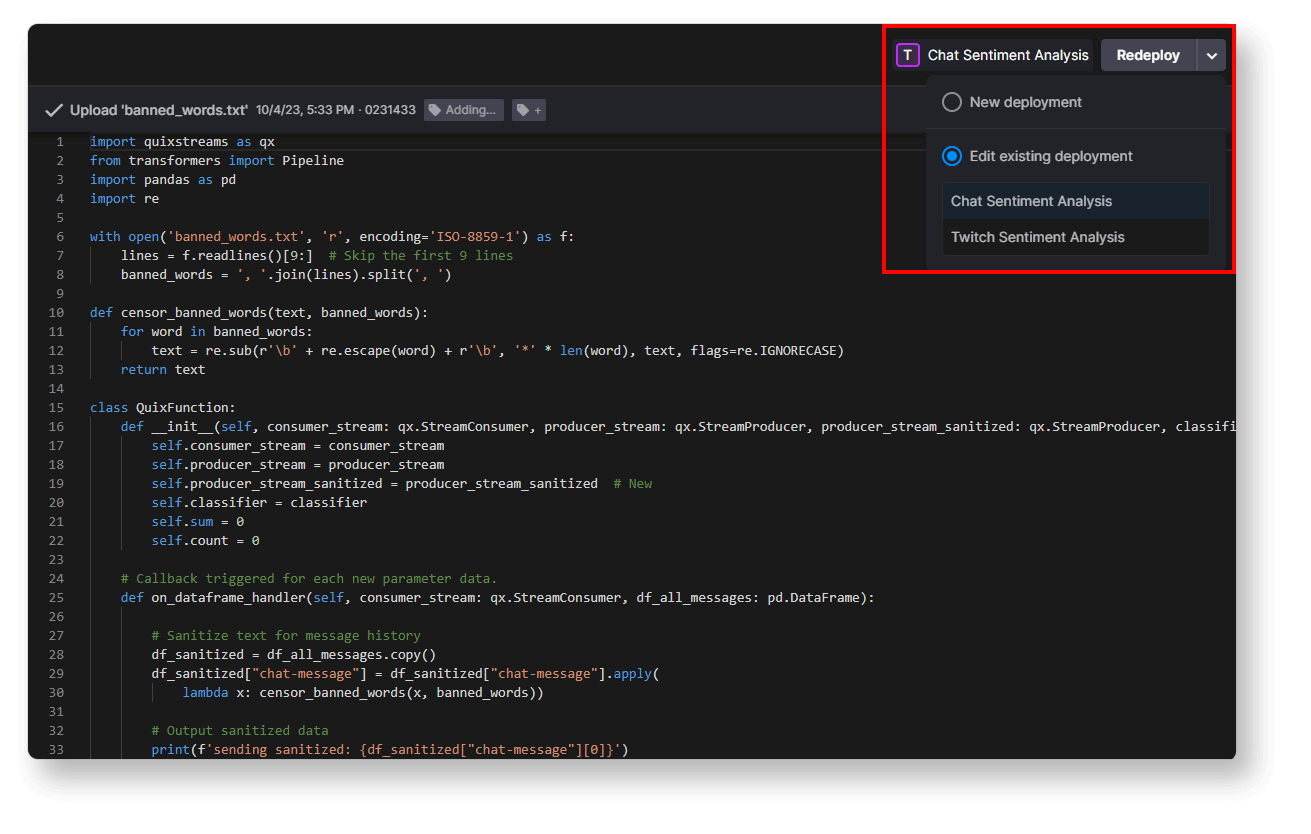 T Chat Sentiment Analysis Redeploy
New deployment
Edit existing deployment
Chat Sentiment Analysis
Twitch Sentiment Analysis
Upload 'banned_words.txt' 10/4/23, 5:33 PM · 0231433 Adding... +
1 import quixstreams as qx
2 from transformers import Pipeline
3 import pandas as pd
4 import re
5
6 with open('banned_words.txt', 'r', encoding='ISO-8859-1') as f:
7     lines = f.readlines()[9:]  # Skip the first 9 lines
8     banned_words = ', '.join(lines).split(', ')
9
10 def censor_banned_words(text, banned_words):
11     for word in banned_words:
12         text = re.sub(r'\b' + re.escape(word) + r'\b', '*' * len(word), text, flags=re.IGNORECASE)
13     return text
14
15 class QuixFunction:
16     def __init__(self, consumer_stream: qx.StreamConsumer, producer_stream: qx.StreamProducer, producer_stream_sanitized: qx.StreamProducer, classifi
17         self.consumer_stream = consumer_stream
18         self.producer_stream = producer_stream
19         self.producer_stream_sanitized = producer_stream_sanitized  # New
20         self.classifier = classifier
21         self.sum = 0
22         self.count = 0
23
24     # Callback triggered for each new parameter data.
25     def on_dataframe_handler(self, consumer_stream: qx.StreamConsumer, df_all_messages: pd.DataFrame):
26
27         # Sanitize text for message history
28         df_sanitized = df_all_messages.copy()
29         df_sanitized["chat-message"] = df_sanitized["chat-message"].apply(
30             lambda x: censor_banned_words(x, banned_words))
31
32         # Output sanitized data
33         print(f'sending sanitized: {df_sanitized["chat-message"][0]}')